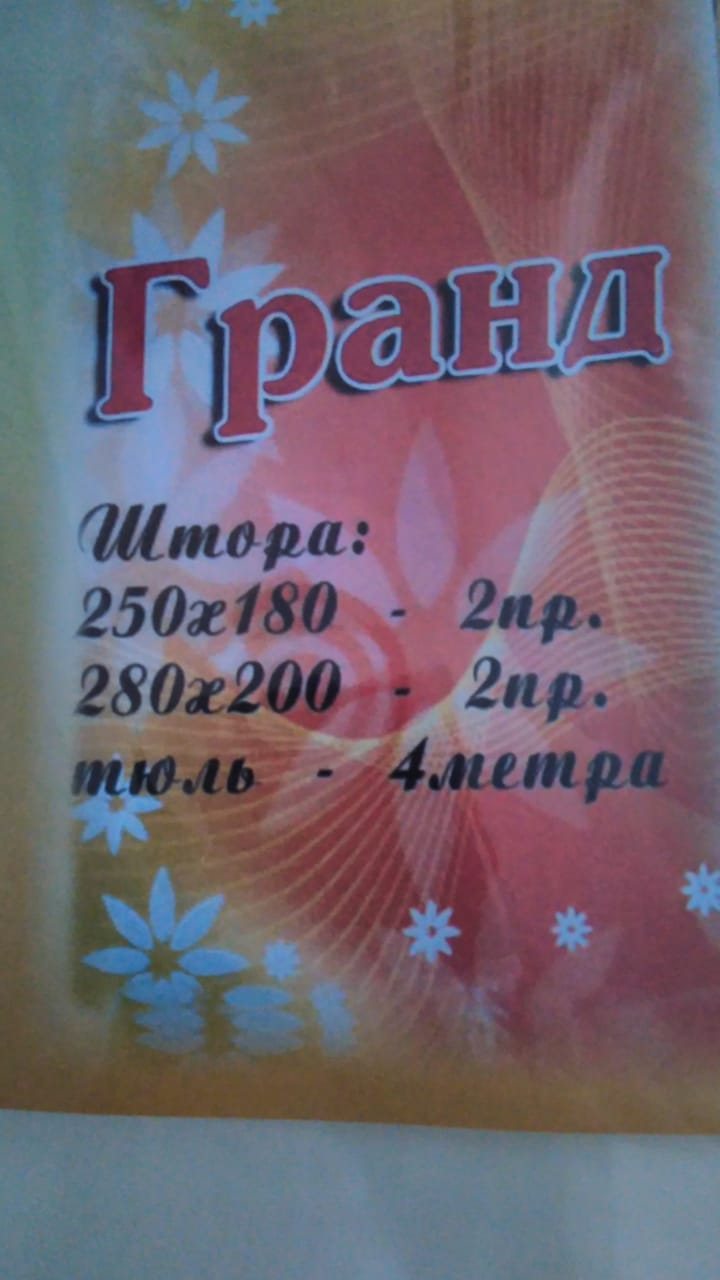 Гранд
Штора:
250х180 - 2пр.
280х200 - 2пр.
тюль - 4метра